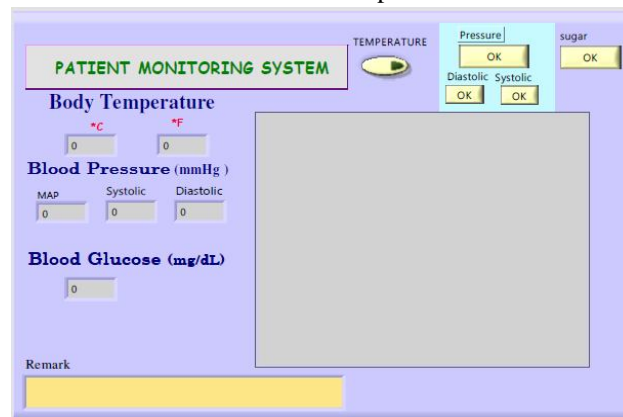 PATIENT MONITORING SYSTEM
TEMPERATURE
Pressure
OK
Diastolic Systolic
OK OK
sugar
OK
Body Temperature
*C *F
0 0
Blood Pressure (mmHg )
MAP Systolic Diastolic
0 0 0
Blood Glucose (mg/dL)
0
Remark